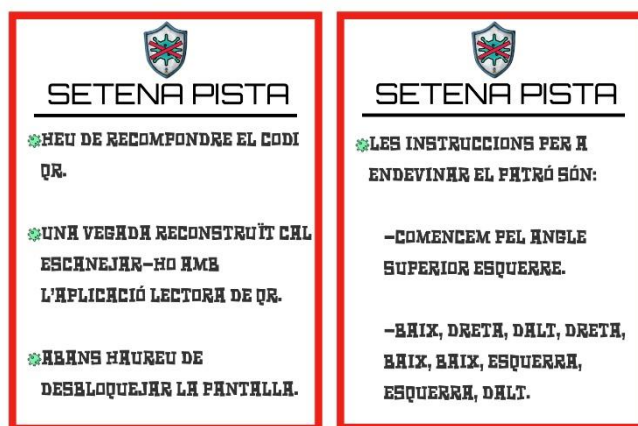 SETENA PISTA
HEU DE RECOMPONDRE EL CODI
QR.
UNA VEGADA RECONSTRUÏT CAL
ESCANEJAR-HO AMB
L'APLICACIÓ LECTORA DE QR.
ABANS HAUREU DE
DESBLOQUEJAR LA PANTALLA.
SETENA PISTA
LES INSTRUCCIONS PER A
ENDEVINAR EL PATRÓ SÓN:
-COMENCEM PEL ANGLE
SUPERIOR ESQUERRE.
-BAIX, DRETA, DALT, DRETA,
BAIX, BAIX, ESQUERRA,
ESQUERRA, DALT.